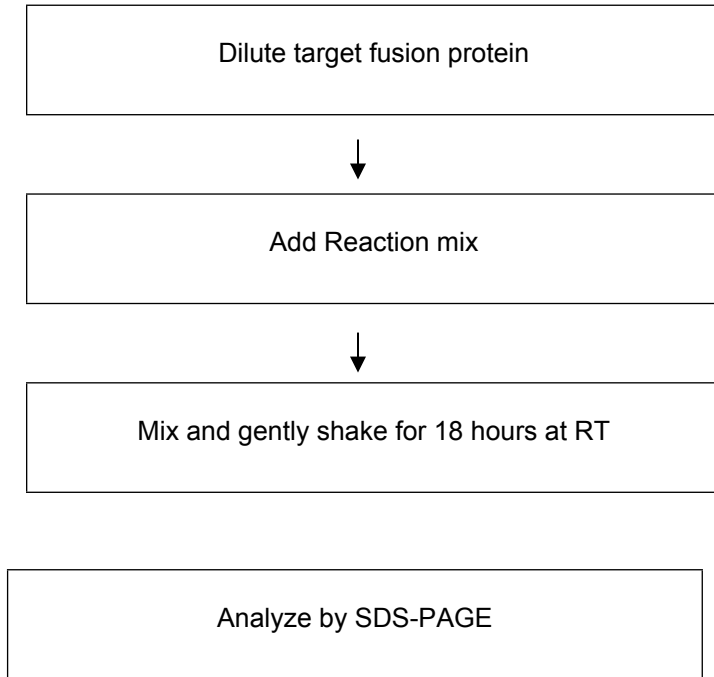 Dilute target fusion protein
Add Reaction mix
Mix and gently shake for 18 hours at RT
Analyze by SDS-PAGE